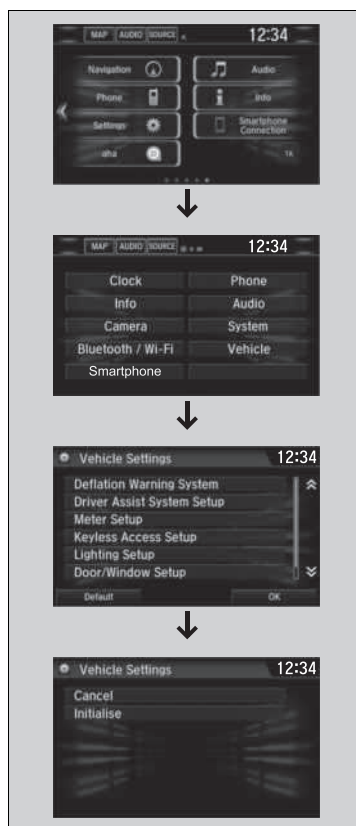 MAP AUDIO SOURCE 12:34
Navigation Audio
Phone Info
Settings Smartphone
Connection
aha
MAP AUDIO SOURCE 12:34
Clock Phone
Info Audio
Camera System
Bluetooth / Wi-Fi Vehicle
Smartphone
Vehicle Settings 12:34
Deflation Warning System
Driver Assist System Setup
Meter Setup
Keyless Access Setup
Lighting Setup
Door/Window Setup
Default OK
Vehicle Settings 12:34
Cancel
Initialise